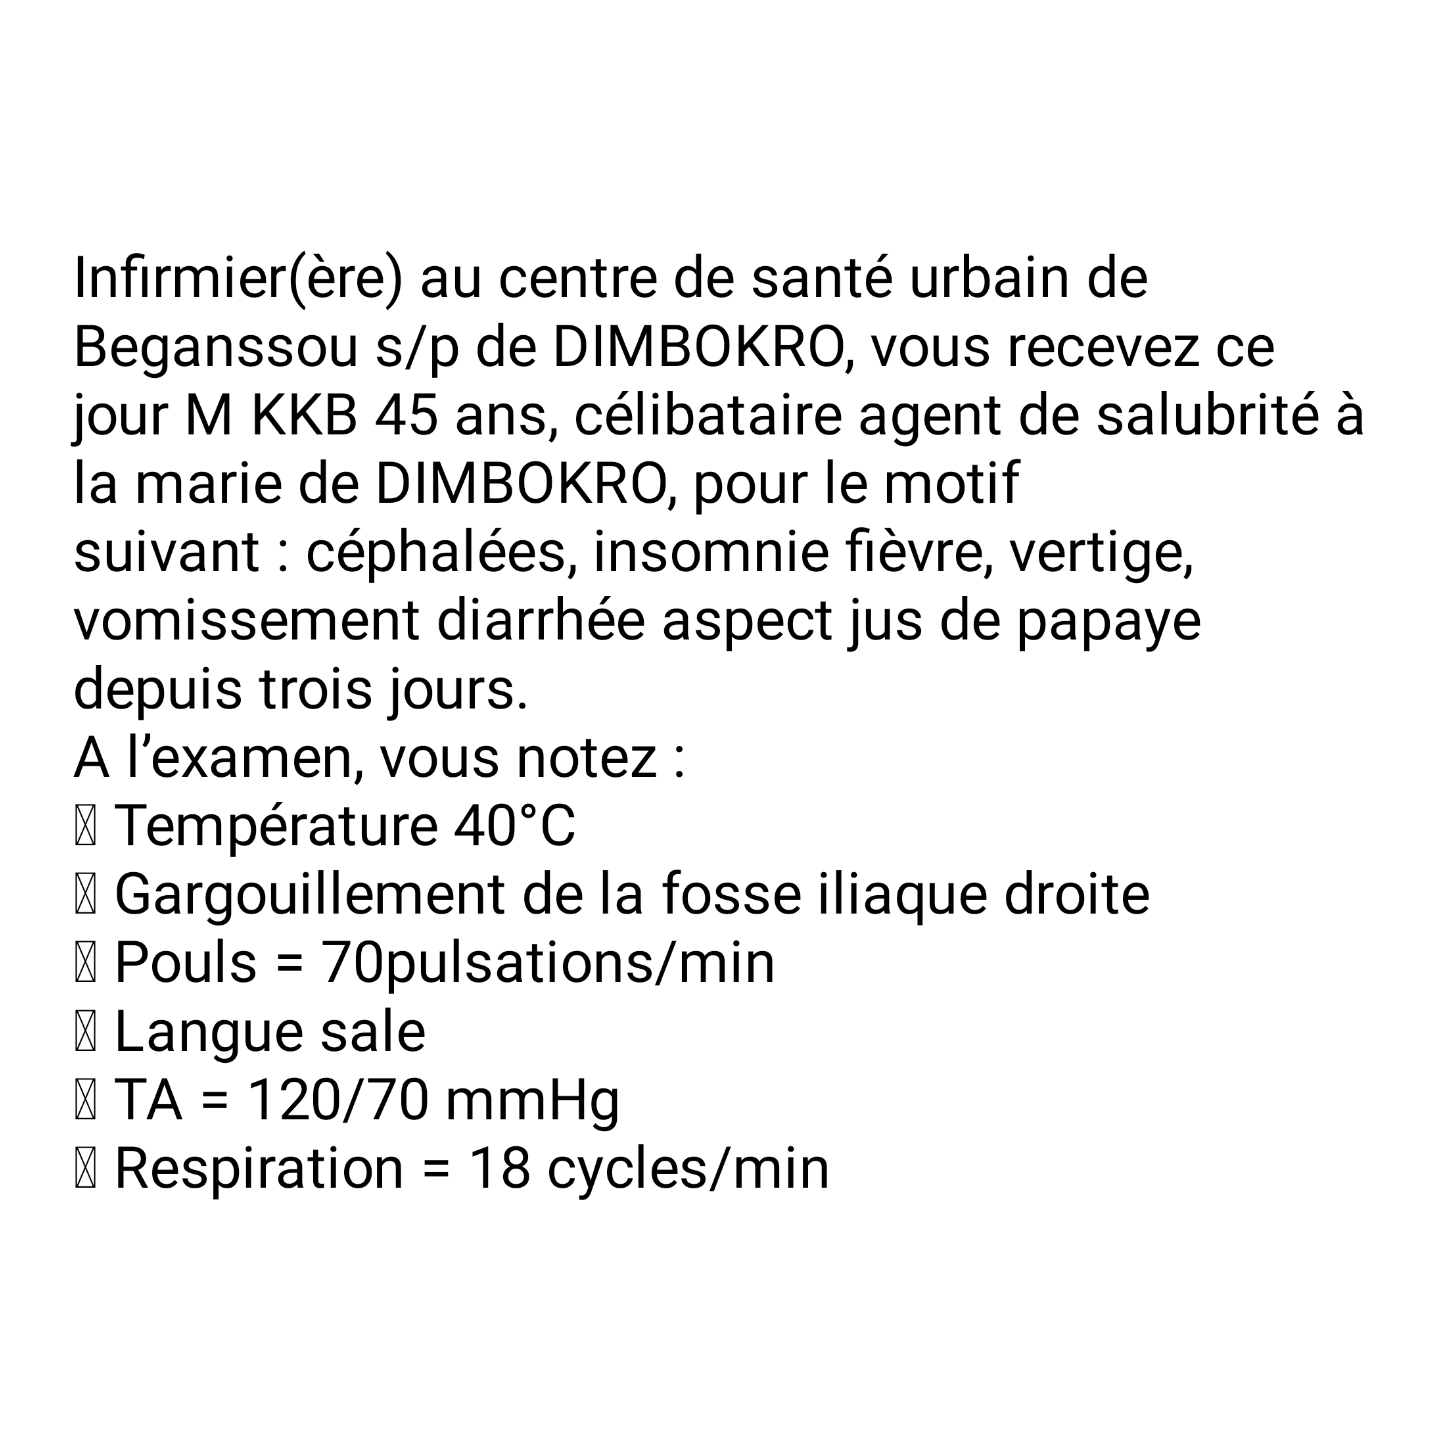 Infirmier(ère) au centre de santé urbain de
Beganssou s/p de DIMBOKRO, vous recevez ce
jour M KKB 45 ans, célibataire agent de salubrité à
la marie de DIMBOKRO, pour le motif
suivant : céphalées, insomnie fièvre, vertige,
vomissement diarrhée aspect jus de papaye
depuis trois jours.
A l’examen, vous notez :
 Température 40°C
 Gargouillement de la fosse iliaque droite
 Pouls = 70pulsations/min
 Langue sale
 TA = 120/70 mmHg
 Respiration = 18 cycles/min